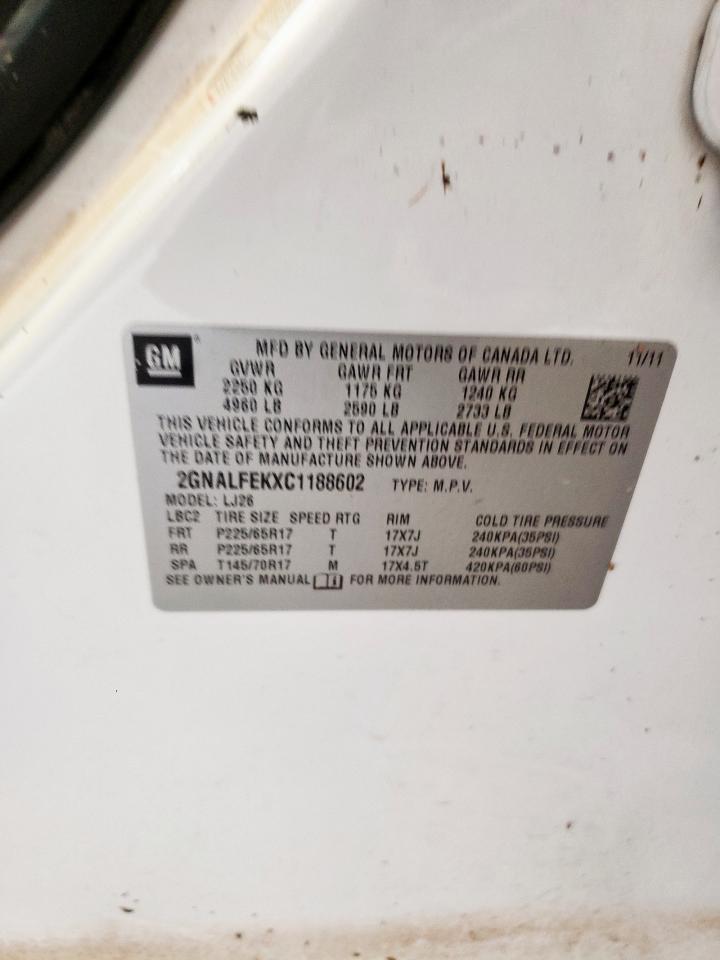 GM
MFD BY GENERAL MOTORS OF CANADA LTD. 11/11
GVWR GAWR FRT GAWR RR
2250 KG 1175 KG 1240 KG
4960 LB 2590 LB 2733 LB
THIS VEHICLE CONFORMS TO ALL APPLICABLE U.S. FEDERAL MOTOR
VEHICLE SAFETY AND THEFT PREVENTION STANDARDS IN EFFECT ON
THE DATE OF MANUFACTURE SHOWN ABOVE.
2GNALFEKXC1188602 TYPE: M.P.V.
MODEL: LJ26
LBC2 TIRE SIZE SPEED RTG RIM COLD TIRE PRESSURE
FRT P225/65R17 T 17X7J 240KPA(35PSI)
RR P225/65R17 T 17X7J 240KPA(35PSI)
SPA T145/70R17 M 17X4.5T 420KPA(60PSI)
SEE OWNER'S MANUAL FOR MORE INFORMATION.